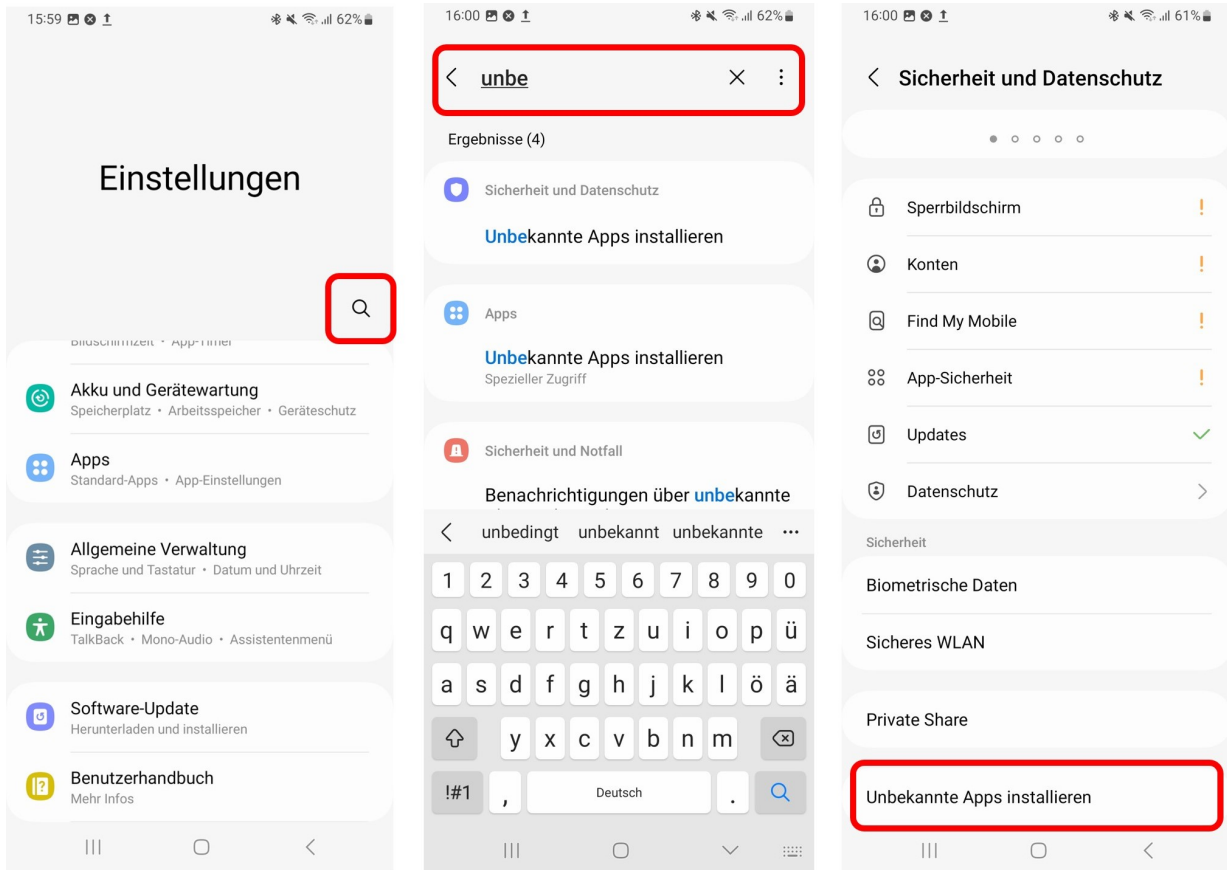 15:59 62%
Einstellungen
Bildschirmzeit • App-Timer
Akku und Gerätewartung
Speicherplatz • Arbeitsspeicher • Geräteschutz
Apps
Standard-Apps • App-Einstellungen
Allgemeine Verwaltung
Sprache und Tastatur • Datum und Uhrzeit
Eingabehilfe
TalkBack • Mono-Audio • Assistentenmenü
Software-Update
Herunterladen und installieren
Benutzerhandbuch
Mehr Infos
16:00 62%
unbe
Ergebnisse (4)
Sicherheit und Datenschutz
Unbekannte Apps installieren
Apps
Unbekannte Apps installieren
Spezieller Zugriff
Sicherheit und Notfall
Benachrichtigungen über unbekannte
unbedingt unbekannt unbekannte
1 2 3 4 5 6 7 8 9 0
q w e r t z u i o p ü
a s d f g h j k l ö ä
y x c v b n m
!#1 , Deutsch .
16:00 61%
Sicherheit und Datenschutz
Sperrbildschirm !
Konten !
Find My Mobile !
App-Sicherheit !
Updates
Datenschutz
Sicherheit
Biometrische Daten
Sicheres WLAN
Private Share
Unbekannte Apps installieren